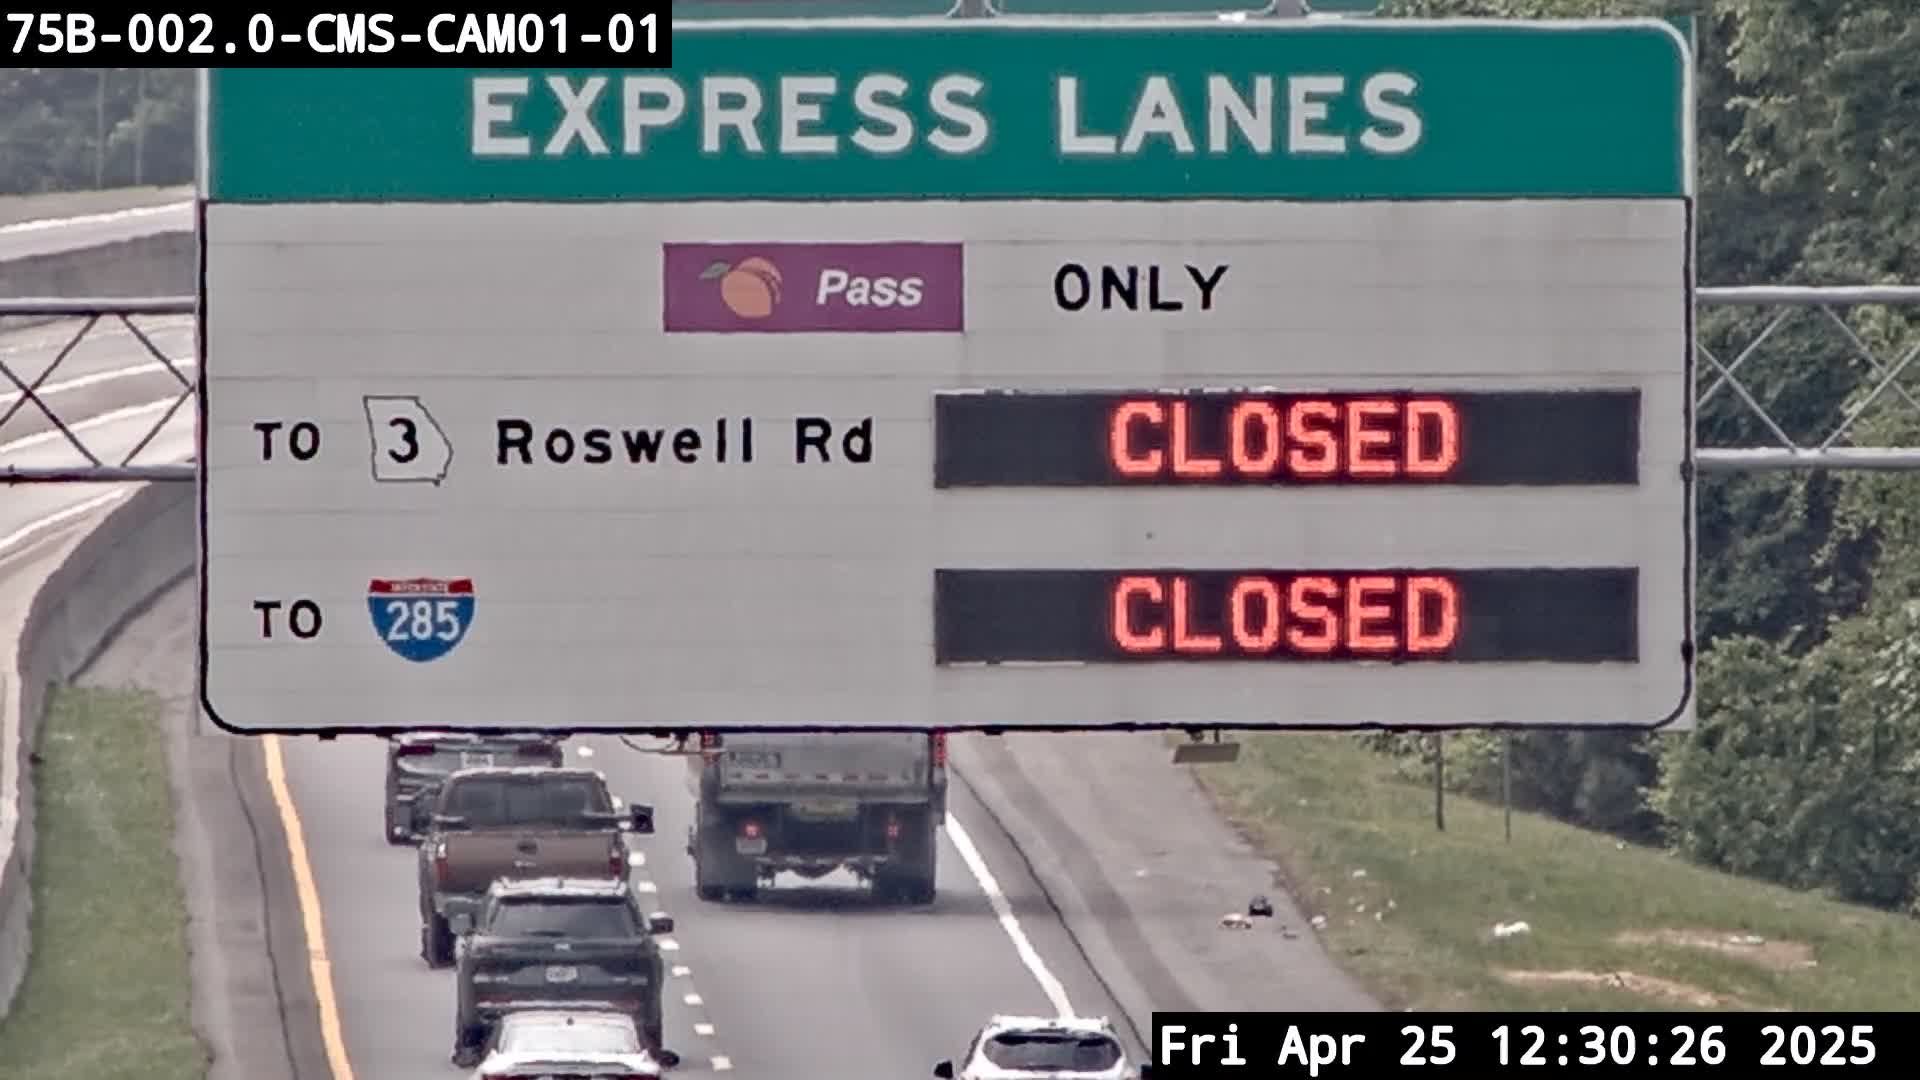 75B-002.0-CMS-CAM01-01
EXPRESS LANES
Pass ONLY
TO 3 Roswell Rd CLOSED
INTERSTATE
TO 285 CLOSED
Fri Apr 25 12:30:26 2025